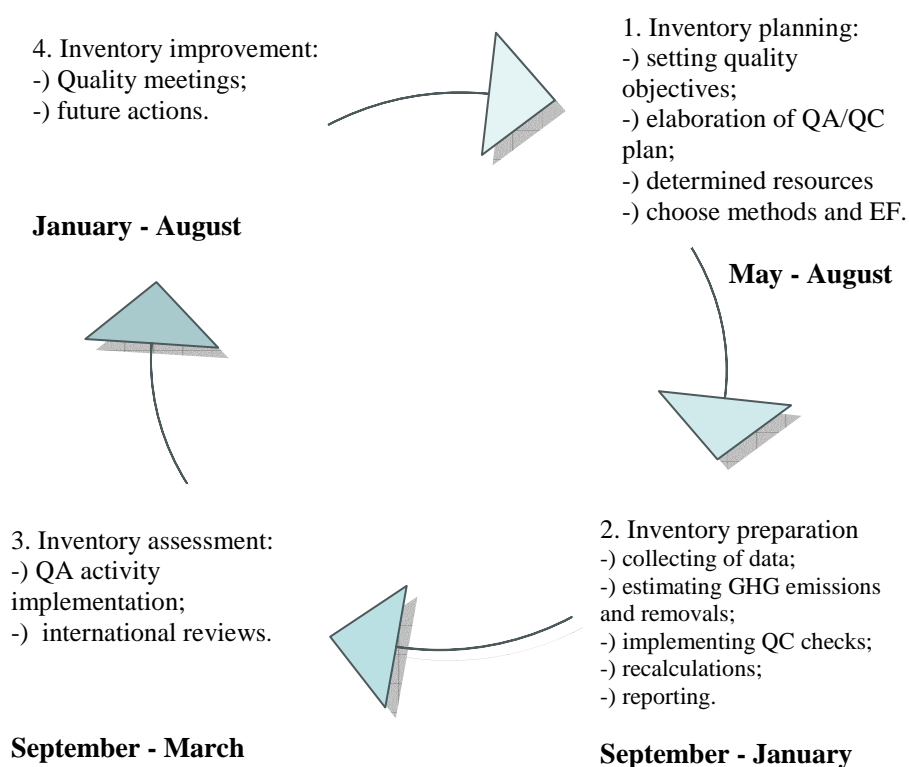 1. Inventory planning:
-) setting quality
objectives;
-) elaboration of QA/QC
plan;
-) determined resources
-) choose methods and EF.
May - August
2. Inventory preparation
-) collecting of data;
-) estimating GHG emissions
and removals;
-) implementing QC checks;
-) recalculations;
-) reporting.
September - January
3. Inventory assessment:
-) QA activity
implementation;
-) international reviews.
September - March
4. Inventory improvement:
-) Quality meetings;
-) future actions.
January - August